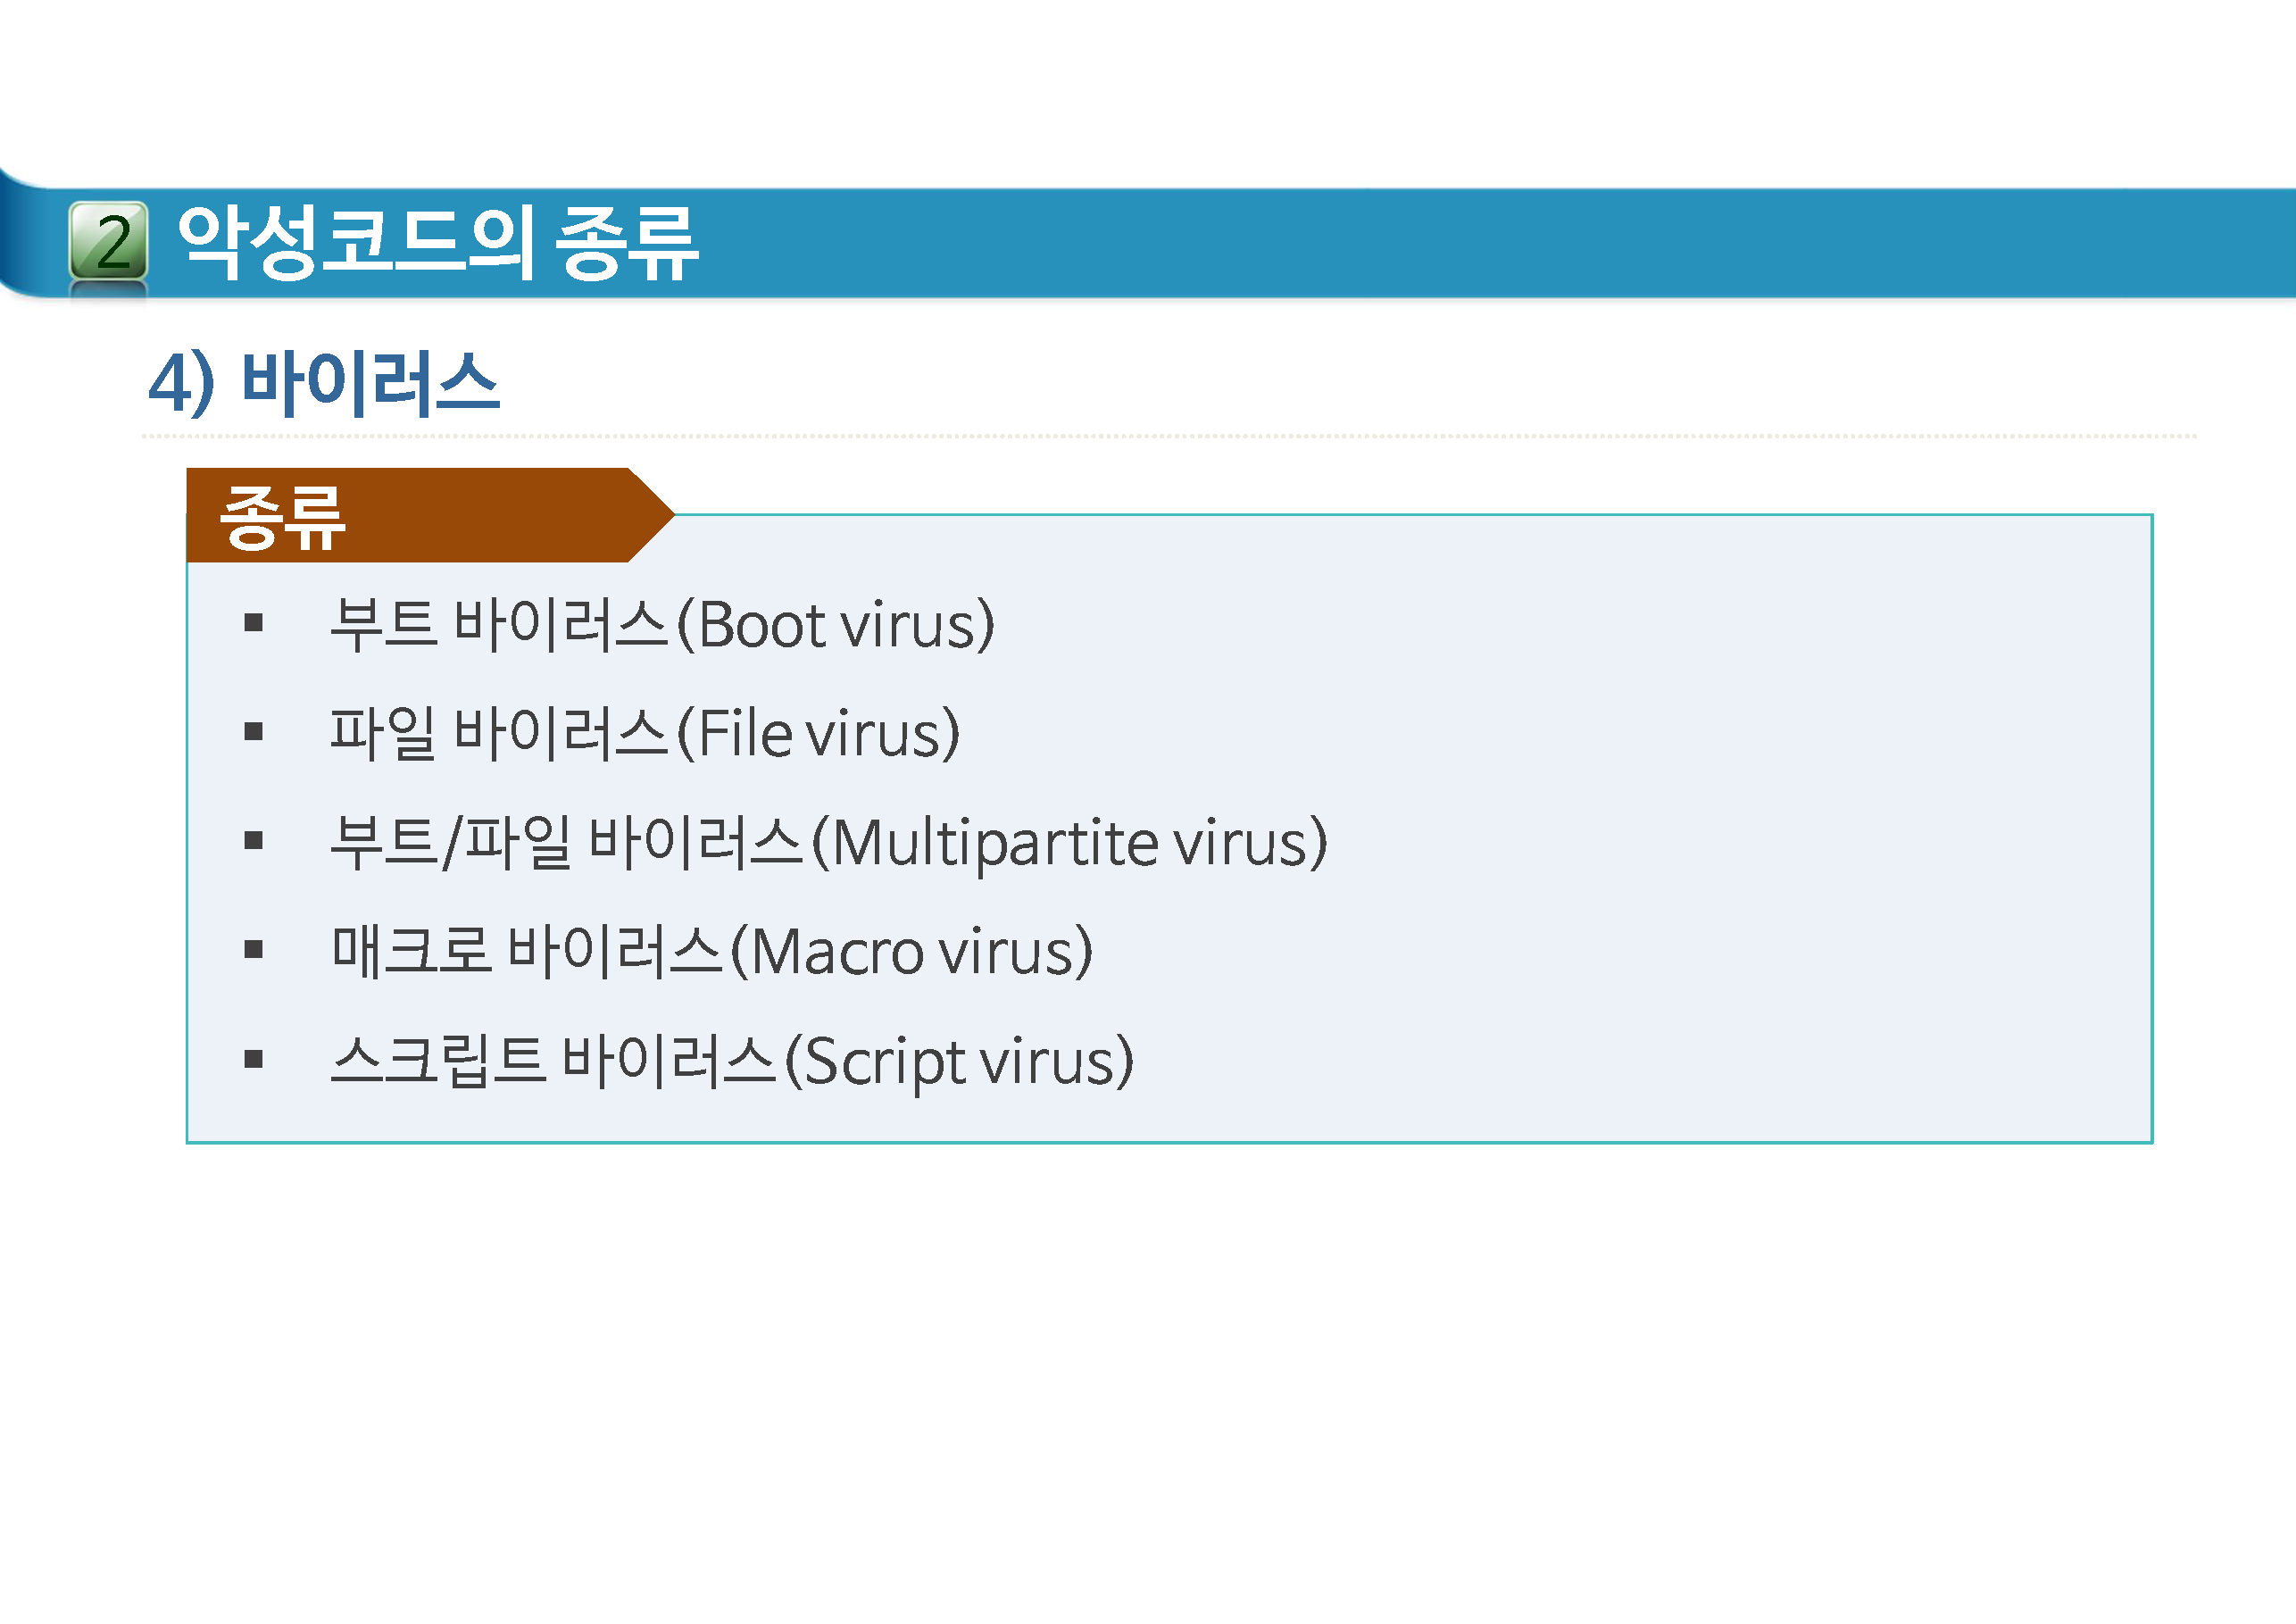 2 악성코드의 종류
4) 바이러스
종류
▪ 부트 바이러스(Boot virus)
▪ 파일 바이러스(File virus)
▪ 부트/파일 바이러스(Multipartite virus)
▪ 매크로 바이러스(Macro virus)
▪ 스크립트 바이러스(Script virus)